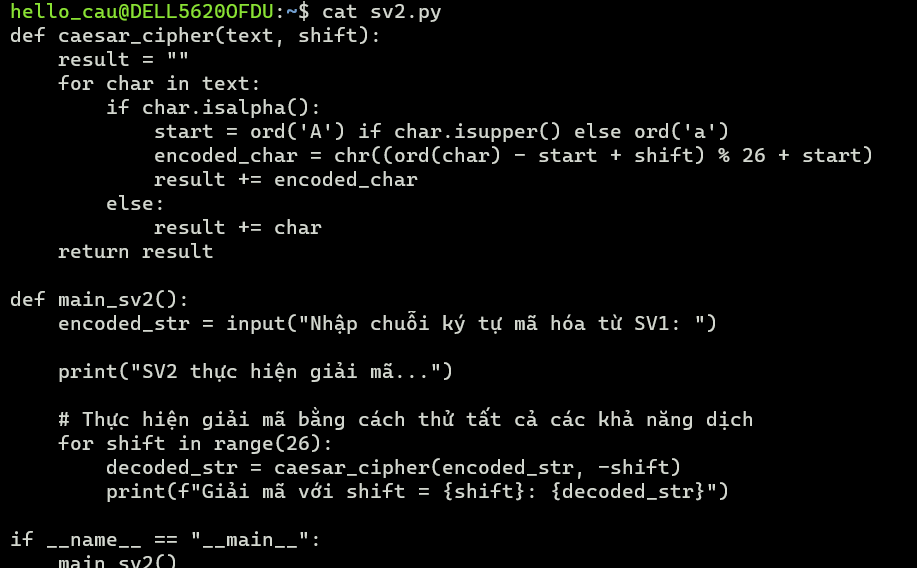 hello_cau@DELL5620OFDU:~$ cat sv2.py
def caesar_cipher(text, shift):
    result = ""
    for char in text:
        if char.isalpha():
            start = ord('A') if char.isupper() else ord('a')
            encoded_char = chr((ord(char) - start + shift) % 26 + start)
            result += encoded_char
        else:
            result += char
    return result

def main_sv2():
    encoded_str = input("Nhập chuỗi ký tự mã hóa từ SV1: ")

    print("SV2 thực hiện giải mã...")

    # Thực hiện giải mã bằng cách thử tất cả các khả năng dịch
    for shift in range(26):
        decoded_str = caesar_cipher(encoded_str, -shift)
        print(f"Giải mã với shift = {shift}: {decoded_str}")

if __name__ == "__main__":
    main_sv2()